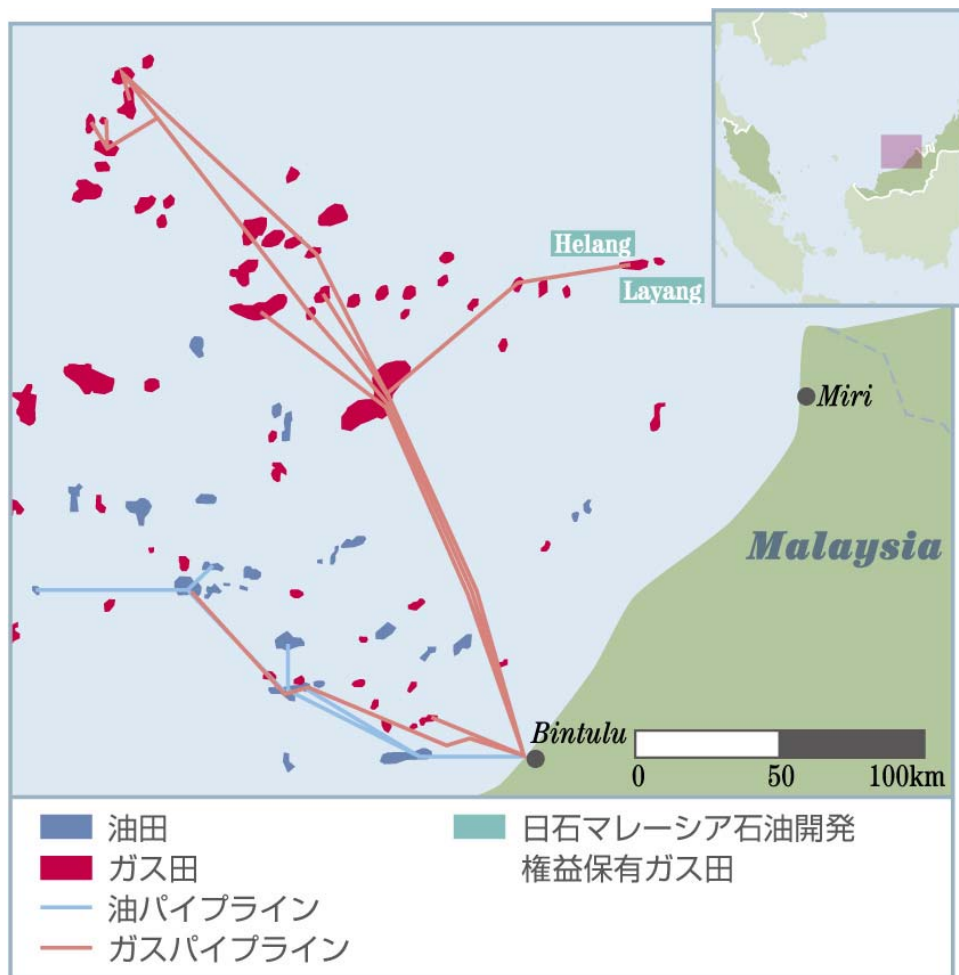 Helang
Layang
Miri
Malaysia
Bintulu
0 50 100km
油田
ガス田
油パイプライン
ガスパイプライン
日石マレーシア石油開発
権益保有ガス田